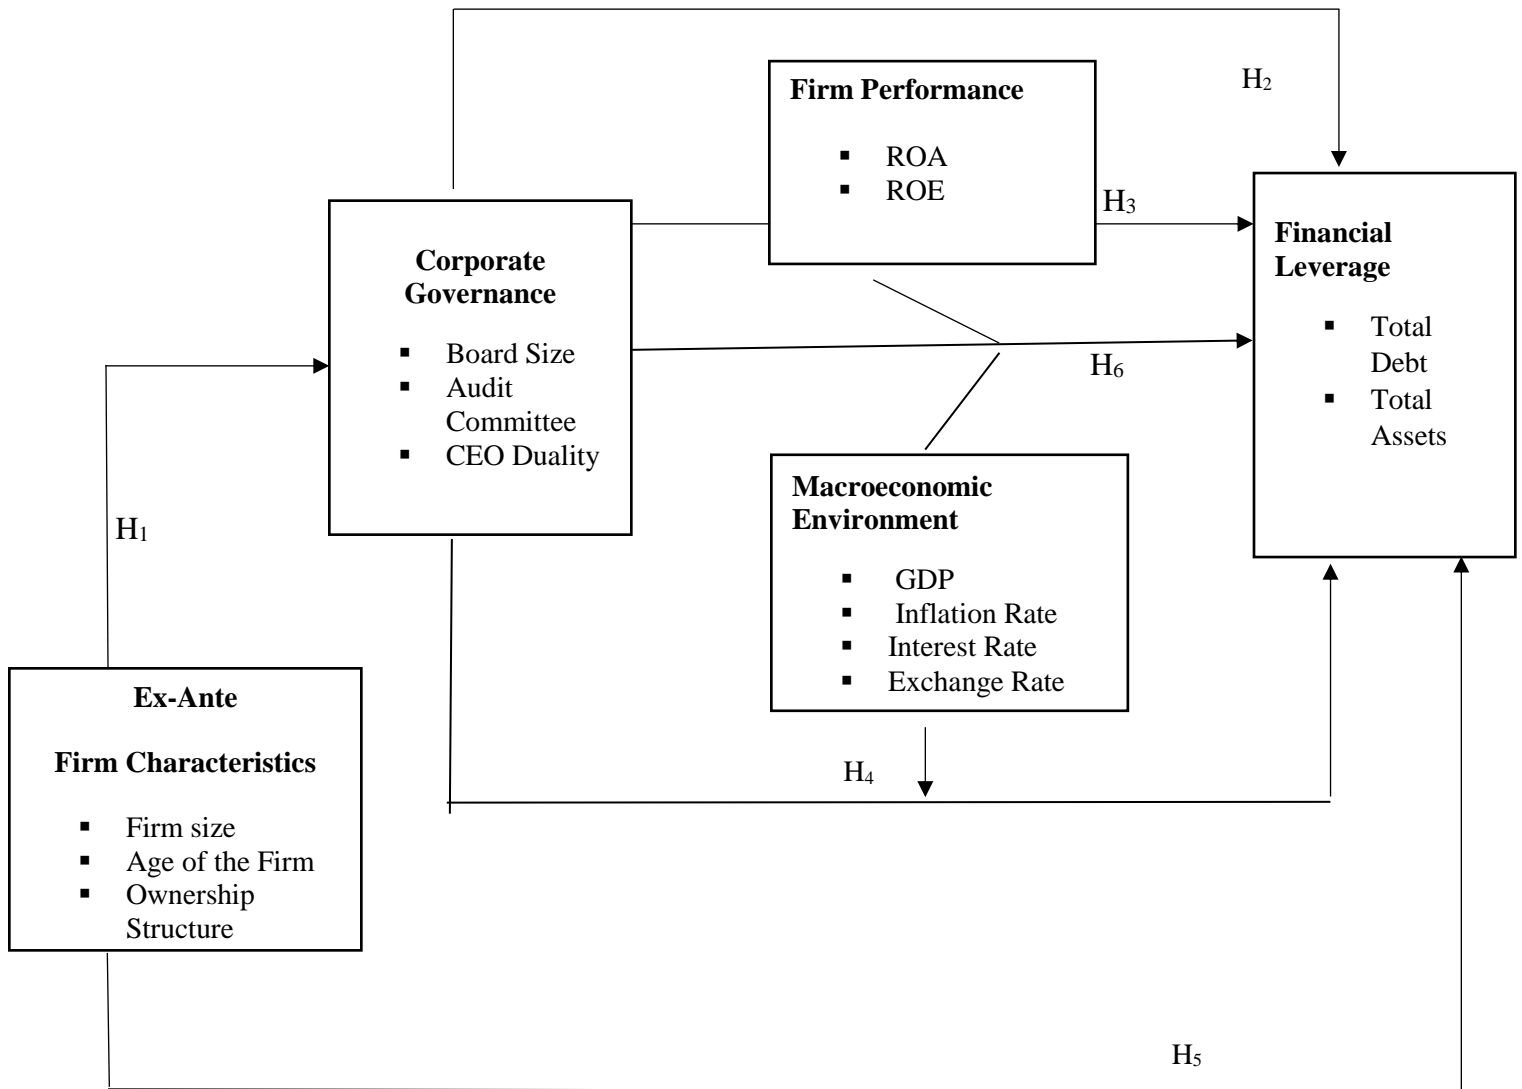 H2
Firm Performance
▪ ROA
▪ ROE
H3
Corporate
Governance
▪ Board Size
▪ Audit
Committee
▪ CEO Duality
Financial
Leverage
▪ Total
Debt
▪ Total
Assets
H6
H1
Macroeconomic
Environment
▪ GDP
▪ Inflation Rate
▪ Interest Rate
▪ Exchange Rate
H4
Ex-Ante
Firm Characteristics
▪ Firm size
▪ Age of the Firm
▪ Ownership
Structure
H5